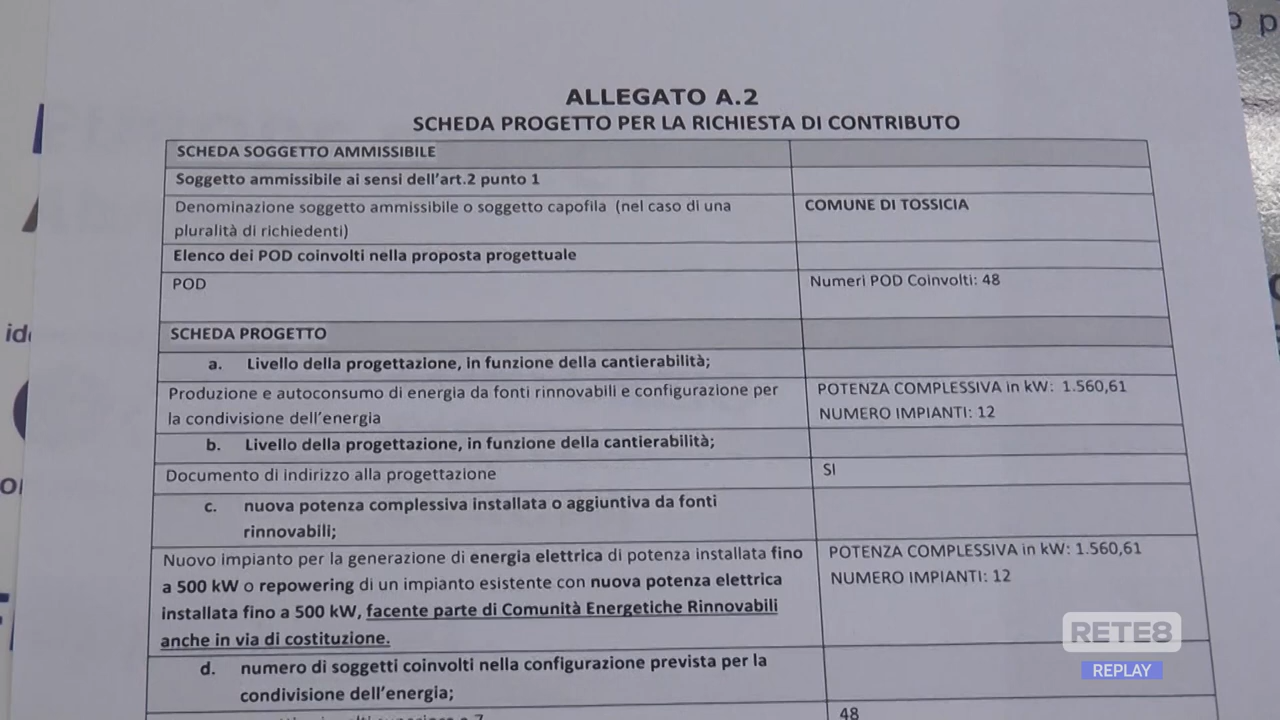 ALLEGATO A.2
SCHEDA PROGETTO PER LA RICHIESTA DI CONTRIBUTO
SCHEDA SOGGETTO AMMISSIBILE
Soggetto ammissibile ai sensi dell'art.2 punto 1
Denominazione soggetto ammissibile o soggetto capofila (nel caso di una
pluralità di richiedenti)
COMUNE DI TOSSICIA
Elenco dei POD coinvolti nella proposta progettuale
POD
Numeri POD Coinvolti: 48
SCHEDA PROGETTO
a. Livello della progettazione, in funzione della cantierabilità;
Produzione e autoconsumo di energia da fonti rinnovabili e configurazione per
la condivisione dell'energia
POTENZA COMPLESSIVA in kW: 1.560,61
NUMERO IMPIANTI: 12
b. Livello della progettazione, in funzione della cantierabilità;
Documento di indirizzo alla progettazione
SI
c. nuova potenza complessiva installata o aggiuntiva da fonti
rinnovabili;
Nuovo impianto per la generazione di energia elettrica di potenza installata fino
a 500 kW o repowering di un impianto esistente con nuova potenza elettrica
installata fino a 500 kW, facente parte di Comunità Energetiche Rinnovabili
anche in via di costituzione.
POTENZA COMPLESSIVA in kW: 1.560,61
NUMERO IMPIANTI: 12
d. numero di soggetti coinvolti nella configurazione prevista per la
condivisione dell'energia;
48
RETE8
REPLAY